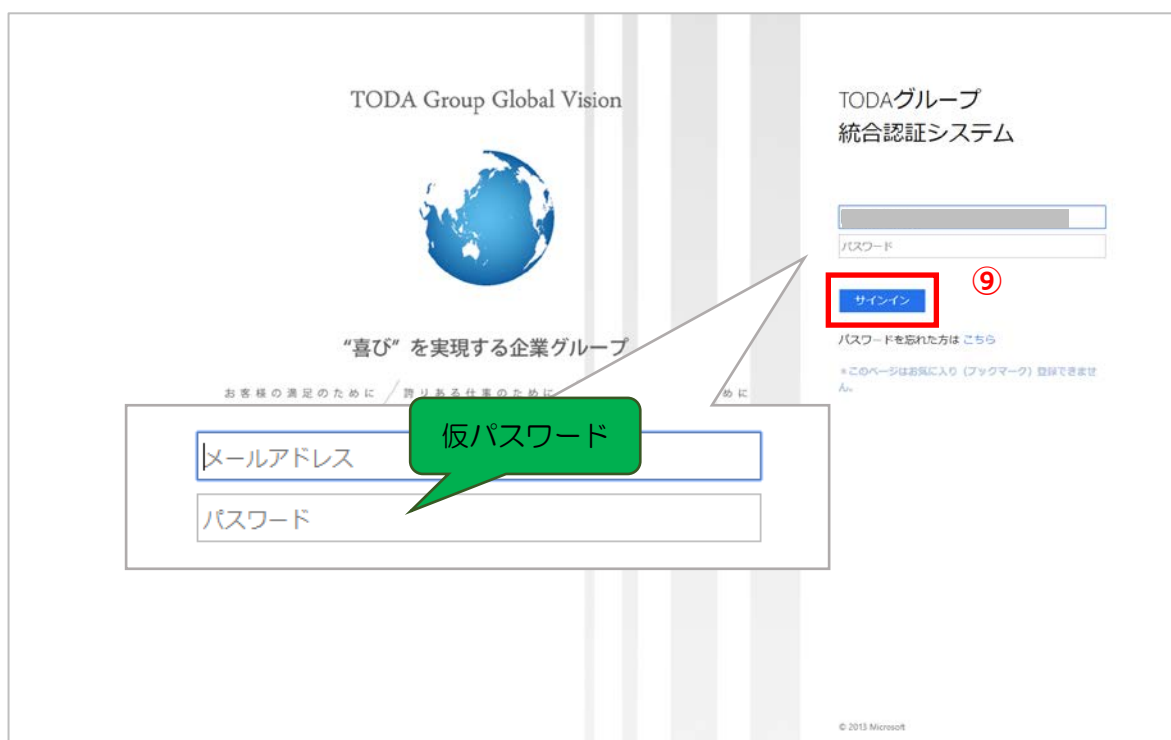 TODA Group Global Vision
“喜び” を実現する企業グループ
お客様の満足のために
誇りある仕事のために
めに
メールアドレス
仮パスワード
パスワード
TODAグループ
統合認証システム
パスワード
⑨
サインイン
パスワードを忘れた方は こちら
*このページはお気に入り (ブックマーク) 登録できませ
ん。
© 2013 Microsoft